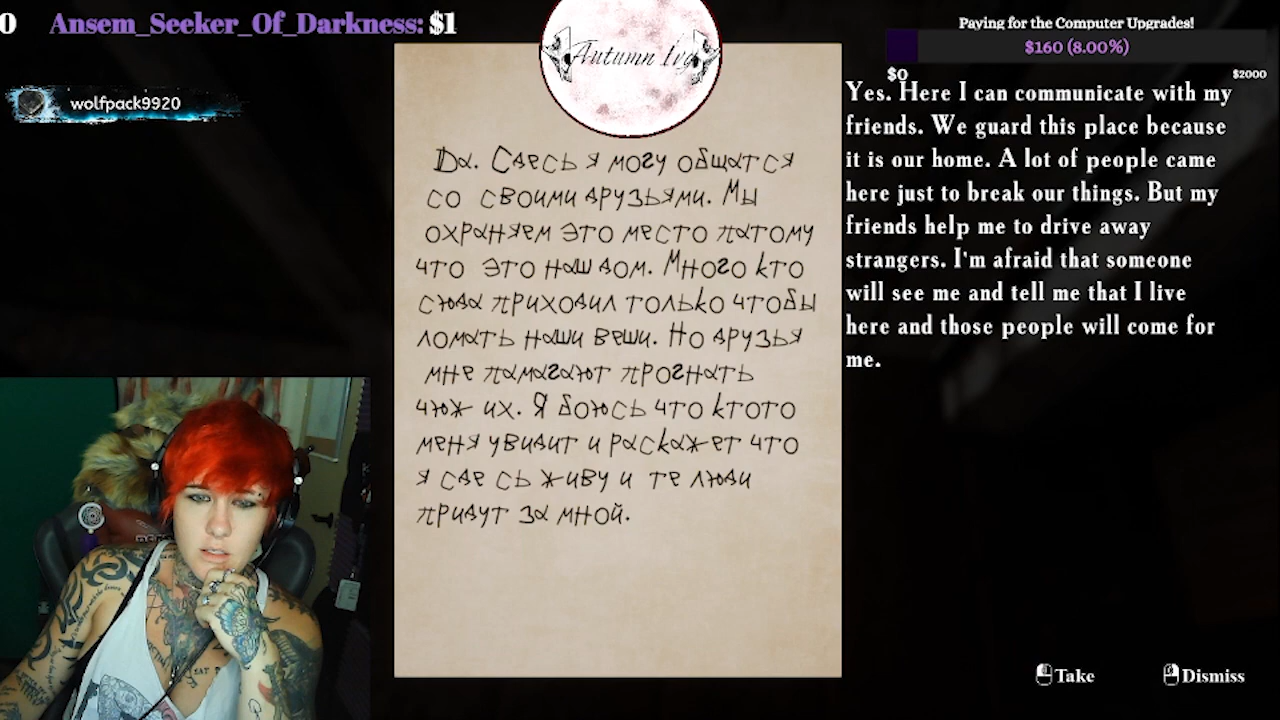 0 Ansem_Seeker_Of_Darkness: $1
wolfpack9920
Autumn Ivy
Paying for the Computer Upgrades!
$160 (8.00%)
$0 $2000
Да. Сдесь я могу общатся
со своими друзьями. Мы
охраняем это место патому
что это наш дом. Много кто
сюда приходил только чтобы
ломать наши веши. Но друзья
мне памагают прогнать
чюж их. Я боюсь что ктото
меня увидит и раскажет что
я сде сь живу и те люди
придут за мной.
Yes. Here I can communicate with my
friends. We guard this place because
it is our home. A lot of people came
here just to break our things. But my
friends help me to drive away
strangers. I'm afraid that someone
will see me and tell me that I live
here and those people will come for
me.
Take
Dismiss